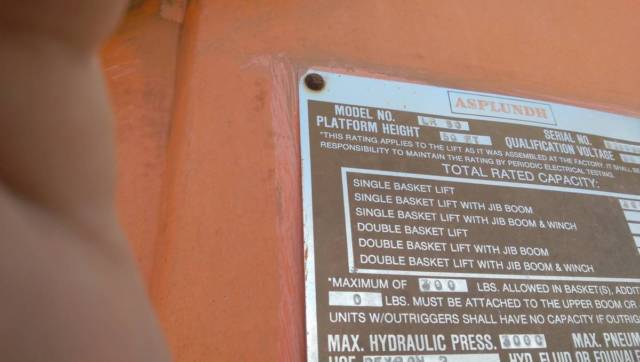 ASPLUNDH
MODEL NO. LR 50 SERIAL NO.
PLATFORM HEIGHT QUALIFICATION VOLTAGE
*THIS RATING APPLIES TO THE LIFT AS IT WAS ASSEMBLED AT THE FACTORY. IT SHALL BE
RESPONSIBILITY TO MAINTAIN THE RATING BY PERIODIC ELECTRICAL TESTING.
TOTAL RATED CAPACITY:
SINGLE BASKET LIFT
SINGLE BASKET LIFT WITH JIB BOOM
SINGLE BASKET LIFT WITH JIB BOOM & WINCH
DOUBLE BASKET LIFT
DOUBLE BASKET LIFT WITH JIB BOOM
DOUBLE BASKET LIFT WITH JIB BOOM & WINCH
*MAXIMUM OF LBS. ALLOWED IN BASKET(S), ADDIT
0 LBS. MUST BE ATTACHED TO THE UPPER BOOM OR
UNITS W/OUTRIGGERS SHALL HAVE NO CAPACITY IF OUTRIG
MAX. HYDRAULIC PRESS. MAX. PNEUM
USE HYD. FLUID OR EQUIV